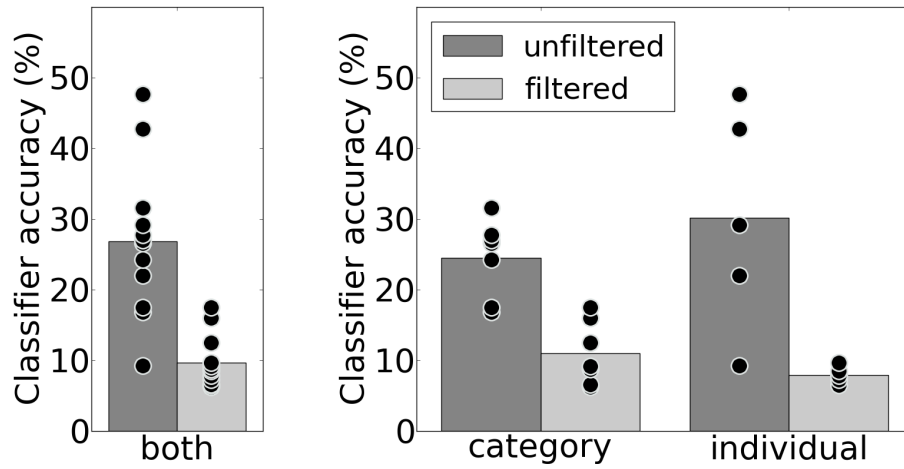 Classifier accuracy (%)
50
40
30
20
10
0
both
Classifier accuracy (%)
50
40
30
20
10
0
unfiltered
filtered
category
individual